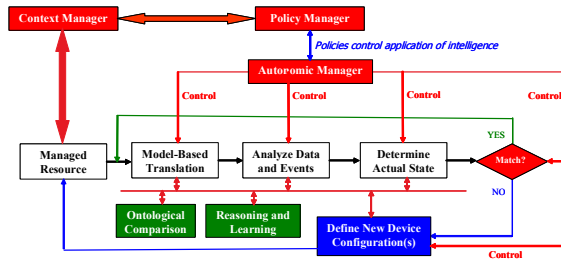 Context Manager
Policy Manager
Policies control application of intelligence
Autonomic Manager
Control
Control
Control
Control
YES
Managed
Resource
Model-Based
Translation
Analyze Data
and Events
Determine
Actual State
Match?
NO
Ontological
Comparison
Reasoning and
Learning
Define New Device
Configuration(s)
Control